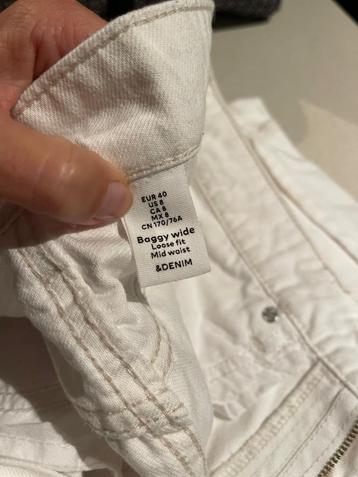 EUR 40
US 8
CA 8
MX 8
CN 170/76A
Baggy wide
Loose fit
Mid waist
&DENIM